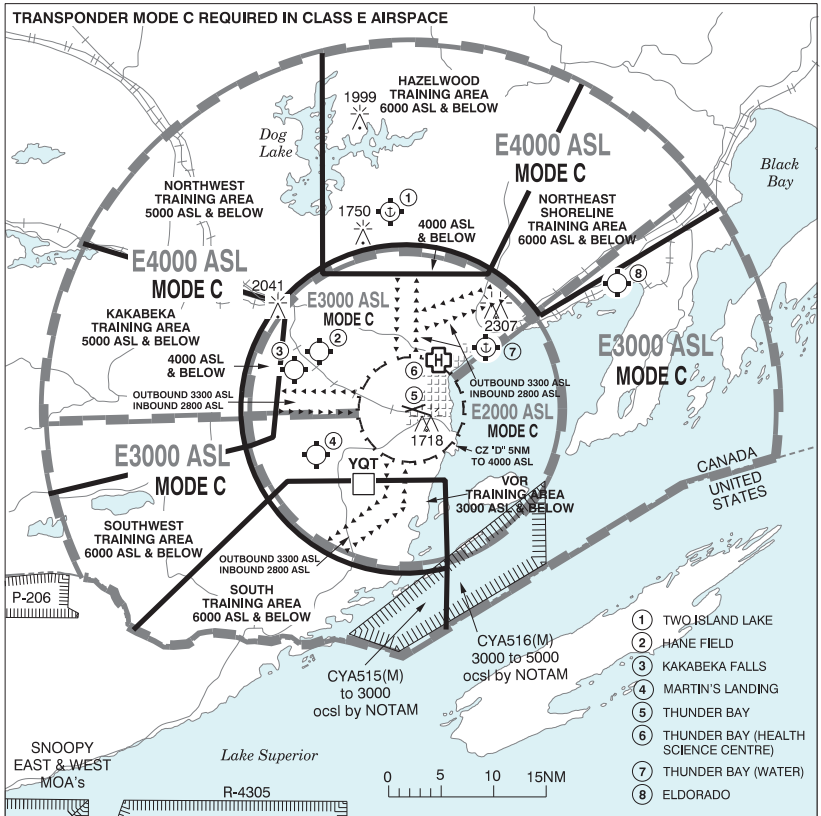 TRANSPONDER MODE C REQUIRED IN CLASS E AIRSPACE
HAZELWOOD
TRAINING AREA
6000 ASL & BELOW
1999
Dog
Lake
E4000 ASL
MODE C
Black
Bay
NORTHWEST
TRAINING AREA
5000 ASL & BELOW
1750
1
NORTHEAST
SHORELINE
TRAINING AREA
6000 ASL & BELOW
4000 ASL
& BELOW
E4000 ASL
MODE C
2041
E3000 ASL
MODE C
8
2307
KAKABEKA
TRAINING AREA
5000 ASL & BELOW
4000 ASL
& BELOW
3
2
7
6
E3000 ASL
MODE C
OUTBOUND 3300 ASL
INBOUND 2800 ASL
OUTBOUND 3300 ASL
INBOUND 2800 ASL
H
5
E2000 ASL
MODE C
1718
4
CZ "D" 5NM
TO 4000 ASL
E3000 ASL
MODE C
YQT
VOR
TRAINING AREA
3000 ASL & BELOW
CANADA
UNITED
STATES
SOUTHWEST
TRAINING AREA
6000 ASL & BELOW
OUTBOUND 3300 ASL
INBOUND 2800 ASL
SOUTH
TRAINING AREA
6000 ASL & BELOW
P-206
CYA515(M)
to 3000
ocsl by NOTAM
CYA516(M)
3000 to 5000
ocsl by NOTAM
1 TWO ISLAND LAKE
2 HANE FIELD
3 KAKABEKA FALLS
4 MARTIN'S LANDING
5 THUNDER BAY
6 THUNDER BAY (HEALTH
SCIENCE CENTRE)
7 THUNDER BAY (WATER)
8 ELDORADO
SNOOPY
EAST & WEST
MOA's
Lake Superior
R-4305
0 5 10 15NM